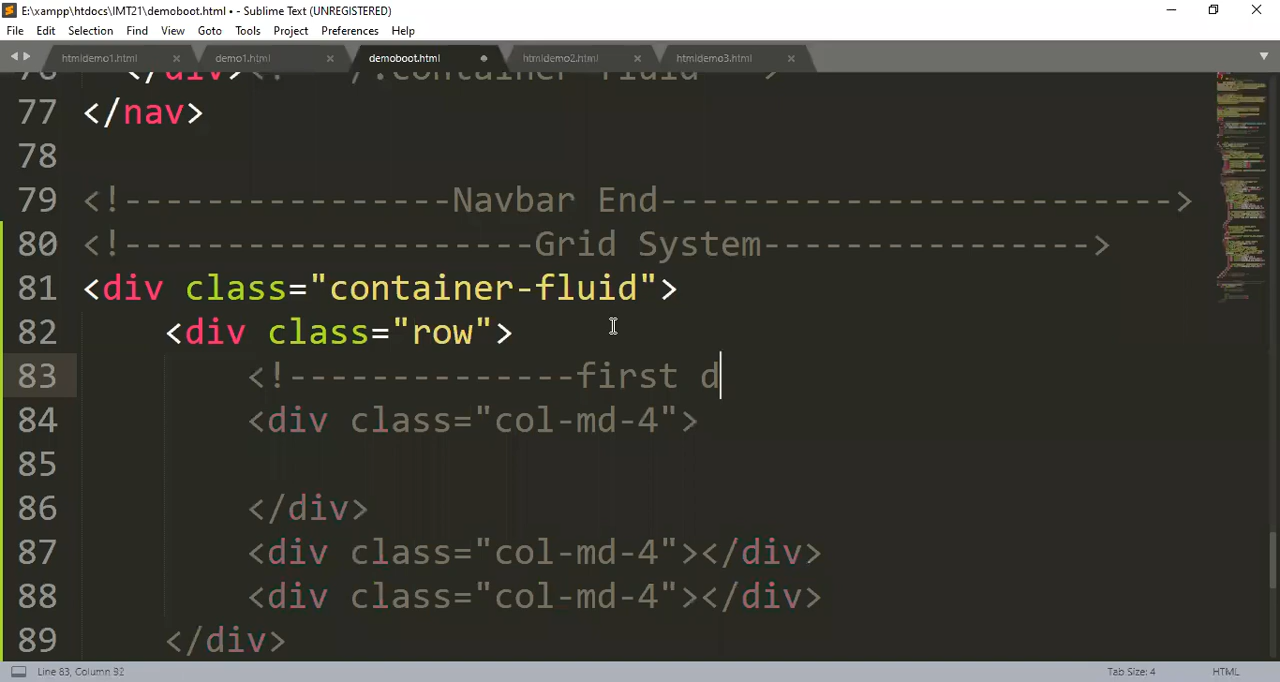 E:\xampp\htdocs\IMT21\demoboot.html • - Sublime Text (UNREGISTERED)
File Edit Selection Find View Goto Tools Project Preferences Help
htmldemo1.html demo1.html demoboot.html htmldemo2.html htmldemo3.html
77 </nav>
78
79 <!----------------Navbar End------------------------->
80 <!--------------------Grid System---------------->
81 <div class="container-fluid">
82 <div class="row">
83 <!--------------first d
84 <div class="col-md-4">
85
86 </div>
87 <div class="col-md-4"></div>
88 <div class="col-md-4"></div>
89 </div>
Line 83, Column 32 Tab Size: 4 HTML